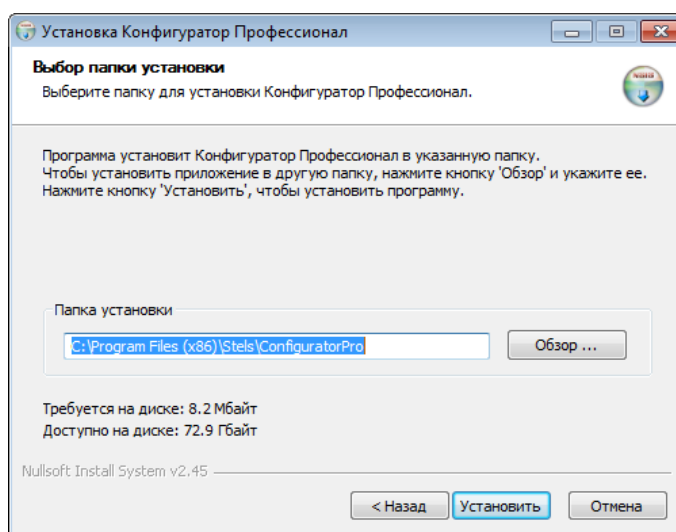 Установка Конфигуратор Профессионал
Выбор папки установки
Выберите папку для установки Конфигуратор Профессионал.
Программа установит Конфигуратор Профессионал в указанную папку.
Чтобы установить приложение в другую папку, нажмите кнопку 'Обзор' и укажите ее.
Нажмите кнопку 'Установить', чтобы установить программу.
Папка установки
C:\Program Files (x86)\Stels\ConfiguratorPro
Обзор ...
Требуется на диске: 8.2 Мбайт
Доступно на диске: 72.9 Гбайт
Nullsoft Install System v2.45
< Назад
Установить
Отмена